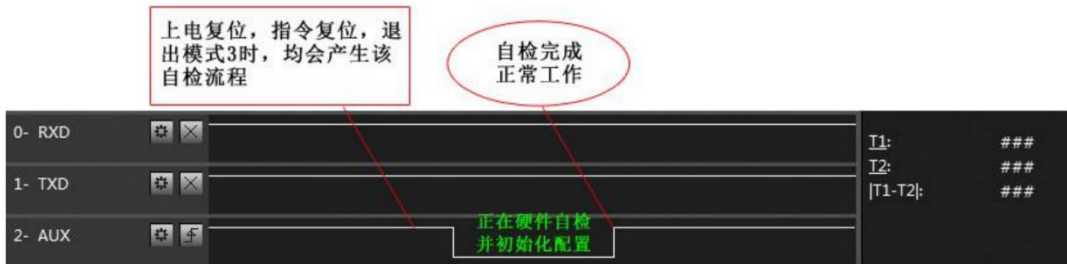 上电复位，指令复位，退
出模式3时，均会产生该
自检流程
自检完成
正常工作
0- RXD
T1:
###
1- TXD
T2:
###
|T1-T2|:
###
2- AUX
正在硬件自检
并初始化配置